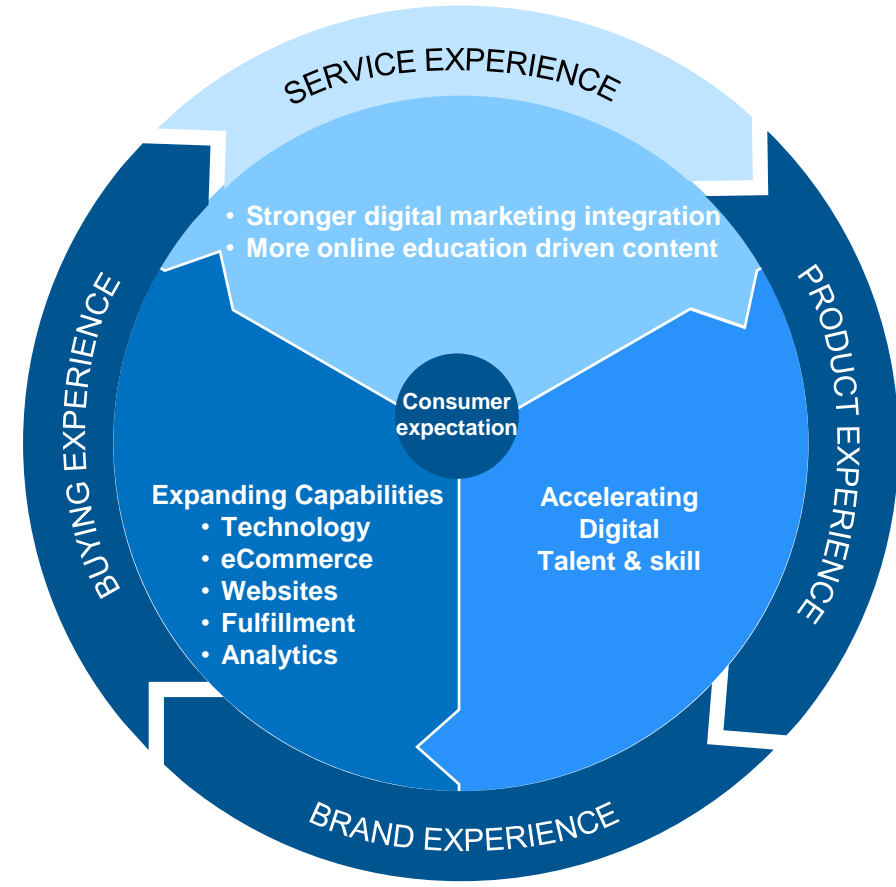 SERVICE EXPERIENCE
• Stronger digital marketing integration
• More online education driven content
PRODUCT EXPERIENCE
BUYING EXPERIENCE
Consumer
expectation
Expanding Capabilities
• Technology
• eCommerce
• Websites
• Fulfillment
• Analytics
Accelerating
Digital
Talent & skill
BRAND EXPERIENCE